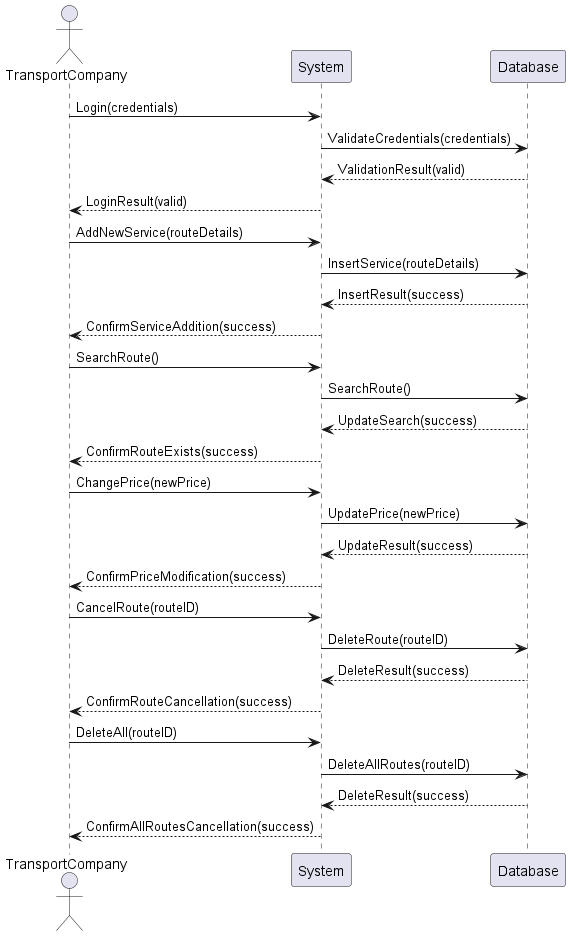 TransportCompany
System
Database
Login(credentials)
ValidateCredentials(credentials)
ValidationResult(valid)
LoginResult(valid)
AddNewService(routeDetails)
InsertService(routeDetails)
InsertResult(success)
ConfirmServiceAddition(success)
SearchRoute()
SearchRoute()
UpdateSearch(success)
ConfirmRouteExists(success)
ChangePrice(newPrice)
UpdatePrice(newPrice)
UpdateResult(success)
ConfirmPriceModification(success)
CancelRoute(routeID)
DeleteRoute(routeID)
DeleteResult(success)
ConfirmRouteCancellation(success)
DeleteAll(routeID)
DeleteAllRoutes(routeID)
DeleteResult(success)
ConfirmAllRoutesCancellation(success)
TransportCompany
System
Database